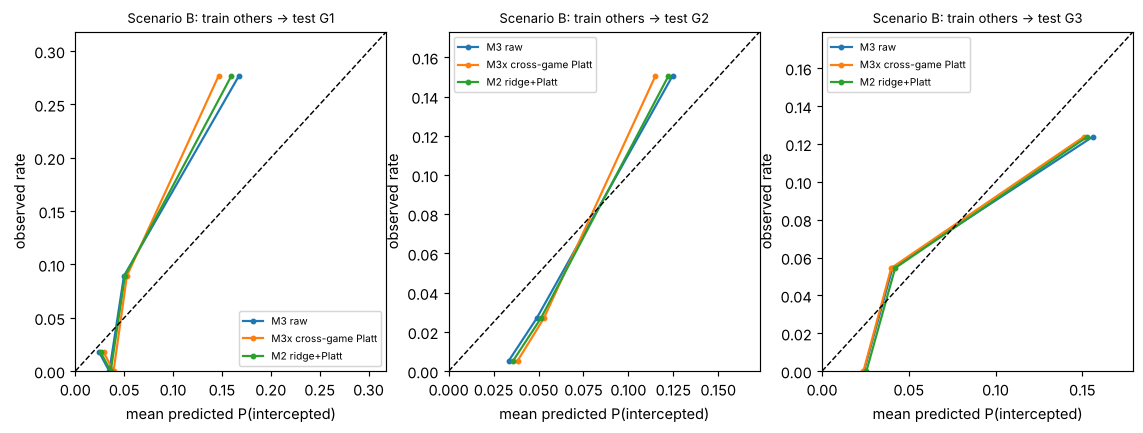 Scenario B: train others → test G1
0.30
0.25
0.20
0.15
0.10
0.05
0.00
observed rate
M3 raw
M3x cross-game Platt
M2 ridge+Platt
0.00
0.05
0.10
0.15
0.20
0.25
0.30
mean predicted P(intercepted)
Scenario B: train others → test G2
M3 raw
M3x cross-game Platt
M2 ridge+Platt
0.16
0.14
0.12
0.10
0.08
0.06
0.04
0.02
0.00
observed rate
0.000
0.025
0.050
0.075
0.100
0.125
0.150
mean predicted P(intercepted)
Scenario B: train others → test G3
M3 raw
M3x cross-game Platt
M2 ridge+Platt
0.16
0.14
0.12
0.10
0.08
0.06
0.04
0.02
0.00
observed rate
0.00
0.05
0.10
0.15
mean predicted P(intercepted)